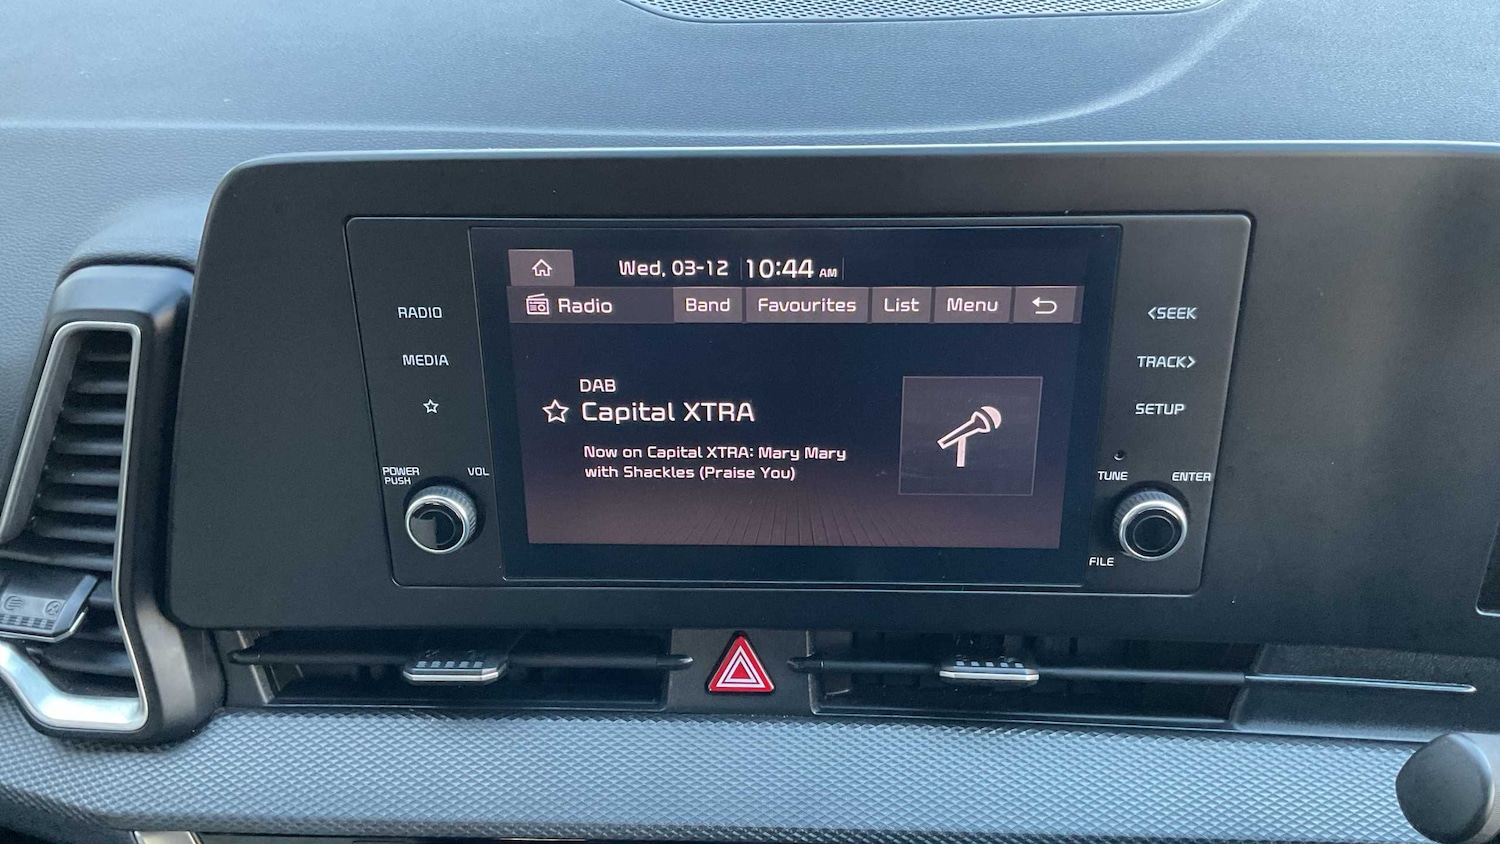 Wed, 03-12 10:44 AM
Radio Band Favourites List Menu
DAB
Capital XTRA
Now on Capital XTRA: Mary Mary
with Shackles (Praise You)
RADIO
MEDIA
POWER
PUSH
VOL
<SEEK
TRACK>
SETUP
TUNE
ENTER
FILE